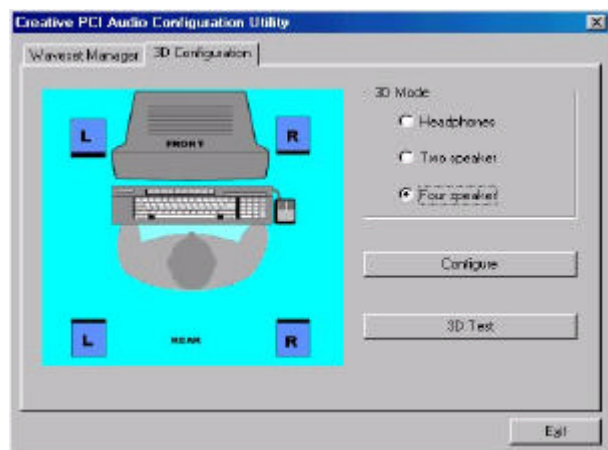 Creative PCI Audio Configuration Utility
Waveset Manager
3D Configuration
L
FRONT
R
3D Mode
Headphones
Two speaker
Four speaker
Configure
3D Test
L
REAR
R
Exit